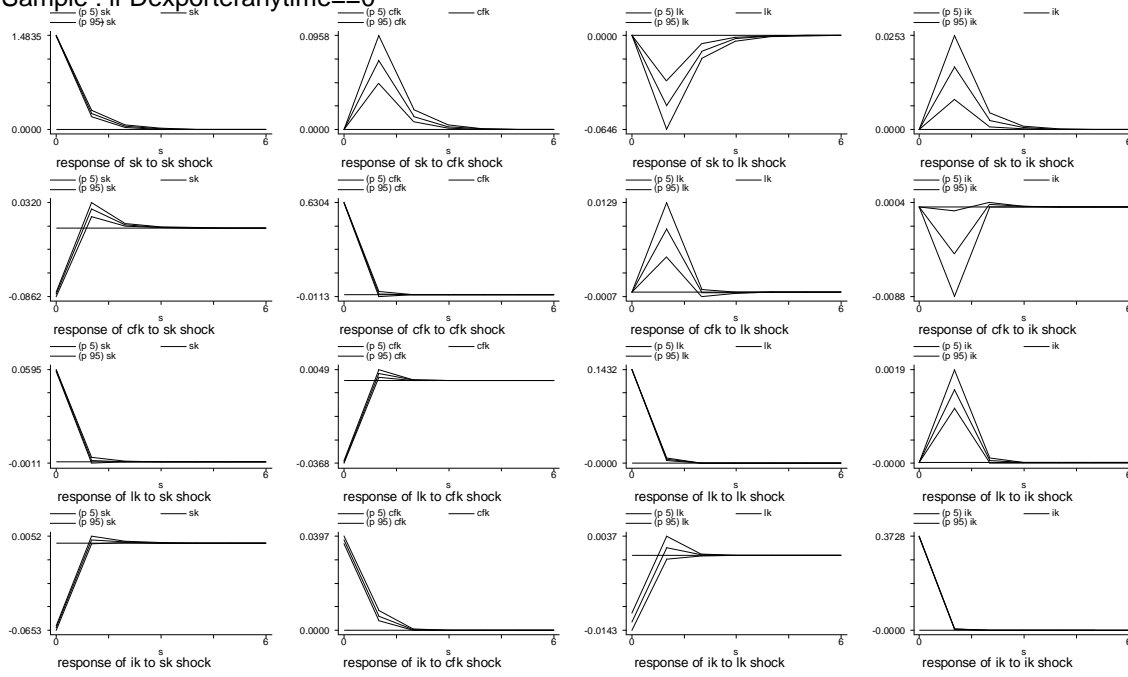 Sample : if Dexporteranytime==0
(p 5) sk sk
(p 95) sk
1.4835
0.0000
0 6
s
response of sk to sk shock
(p 5) cfk cfk
(p 95) cfk
0.0958
0.0000
0 6
s
response of sk to cfk shock
(p 5) lk lk
(p 95) lk
0.0000
-0.0646
0 6
s
response of sk to lk shock
(p 5) ik ik
(p 95) ik
0.0253
0.0000
0 6
s
response of sk to ik shock
(p 5) sk sk
(p 95) sk
0.0320
-0.0862
0 6
s
response of cfk to sk shock
(p 5) cfk cfk
(p 95) cfk
0.6304
-0.0113
0 6
s
response of cfk to cfk shock
(p 5) lk lk
(p 95) lk
0.0129
-0.0007
0 6
s
response of cfk to lk shock
(p 5) ik ik
(p 95) ik
0.0004
-0.0088
0 6
s
response of cfk to ik shock
(p 5) sk sk
(p 95) sk
0.0595
-0.0011
0 6
s
response of lk to sk shock
(p 5) cfk cfk
(p 95) cfk
0.0049
-0.0368
0 6
s
response of lk to cfk shock
(p 5) lk lk
(p 95) lk
0.1432
-0.0000
0 6
s
response of lk to lk shock
(p 5) ik ik
(p 95) ik
0.0019
-0.0000
0 6
s
response of lk to ik shock
(p 5) sk sk
(p 95) sk
0.0052
-0.0653
0 6
s
response of ik to sk shock
(p 5) cfk cfk
(p 95) cfk
0.0397
0.0000
0 6
s
response of ik to cfk shock
(p 5) lk lk
(p 95) lk
0.0037
-0.0143
0 6
s
response of ik to lk shock
(p 5) ik ik
(p 95) ik
0.3728
-0.0000
0 6
s
response of ik to ik shock